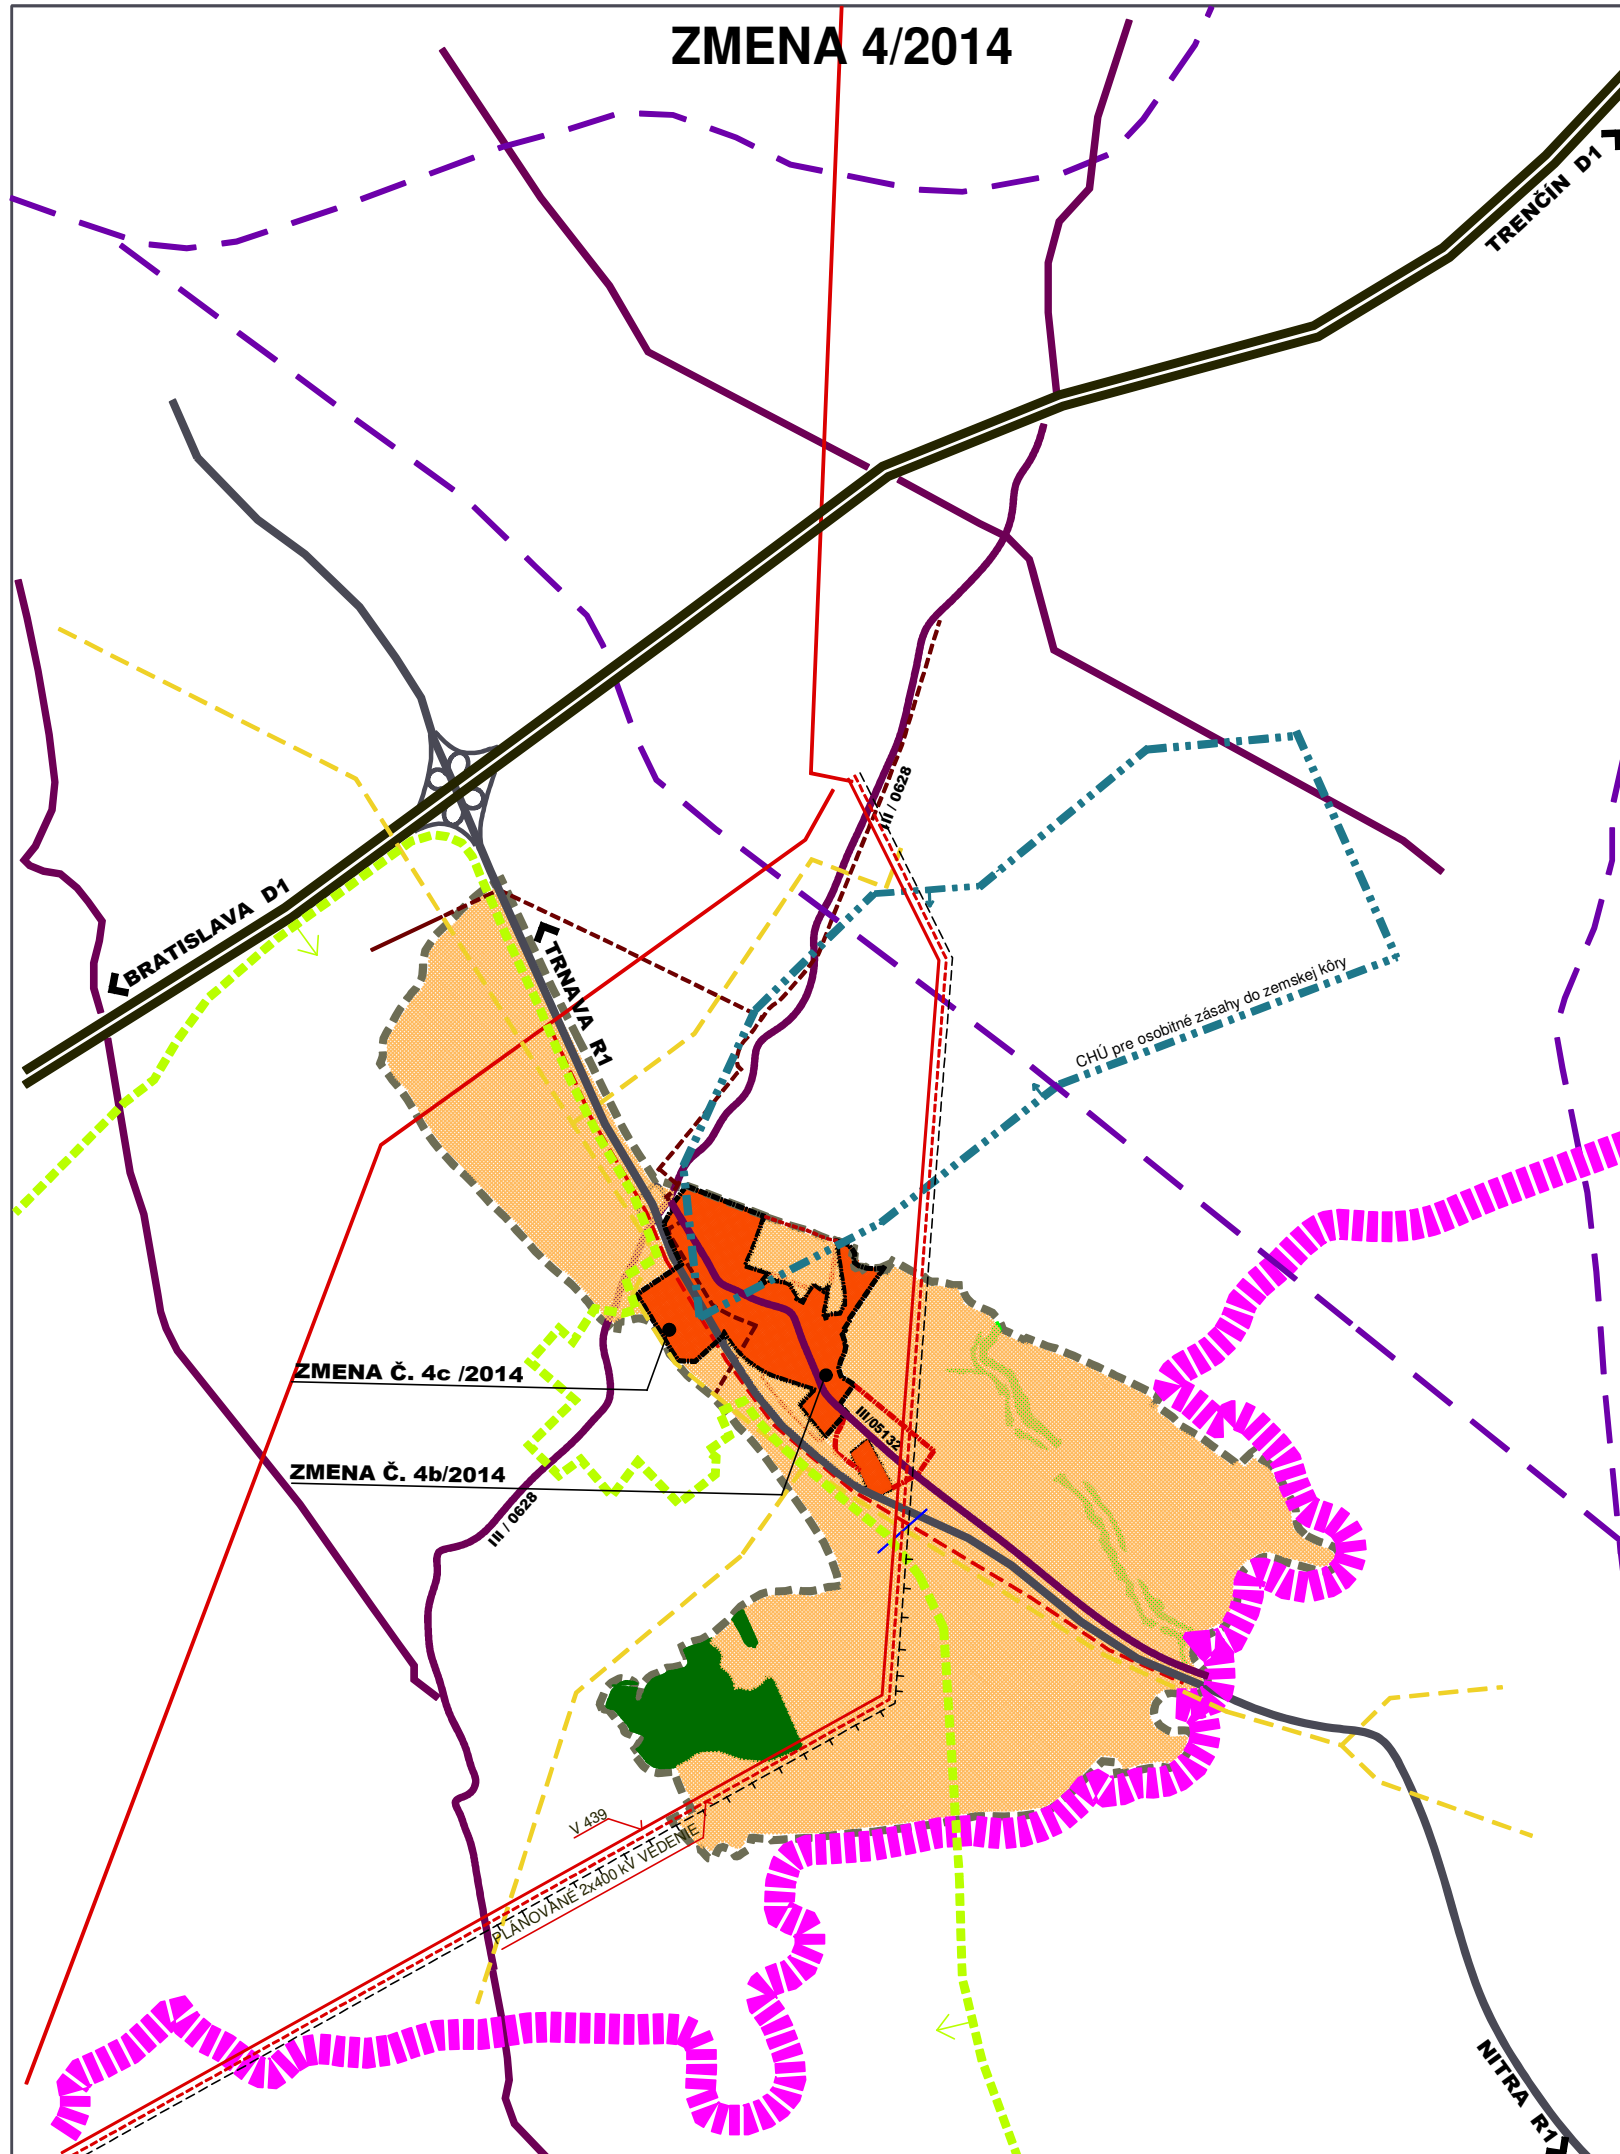 ZMENA 4/2014
TRENČÍN D1
III / 0628
BRATISLAVA D1
TRNAVA R1
CHÚ pre osobitné zásahy do zemskej kôry
ZMENA Č. 4c /2014
III/05132
ZMENA Č. 4b/2014
III / 0628
V 439
PLÁNOVANÉ 2x400 kV VEDENIE
NITRA R1